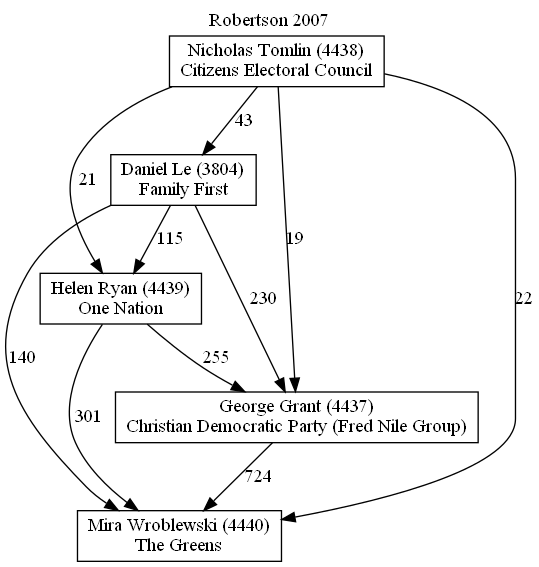 Robertson 2007
Nicholas Tomlin (4438)
Citizens Electoral Council
43
Daniel Le (3804)
Family First
21
115
19
230
22
Helen Ryan (4439)
One Nation
140
255
301
George Grant (4437)
Christian Democratic Party (Fred Nile Group)
724
Mira Wroblewski (4440)
The Greens